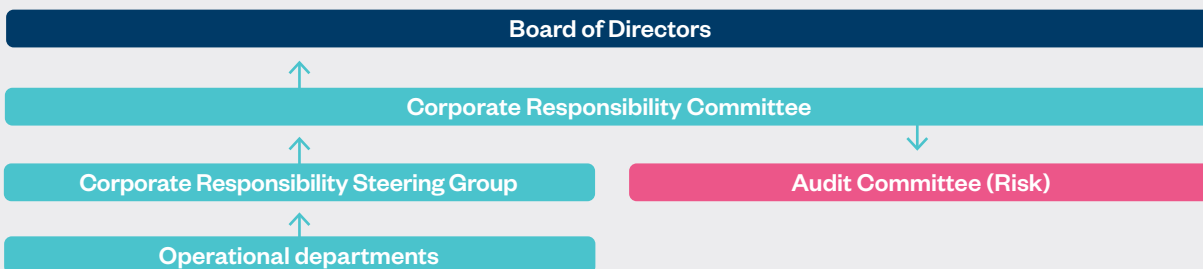 Board of Directors
Corporate Responsibility Committee
Corporate Responsibility Steering Group
Audit Committee (Risk)
Operational departments